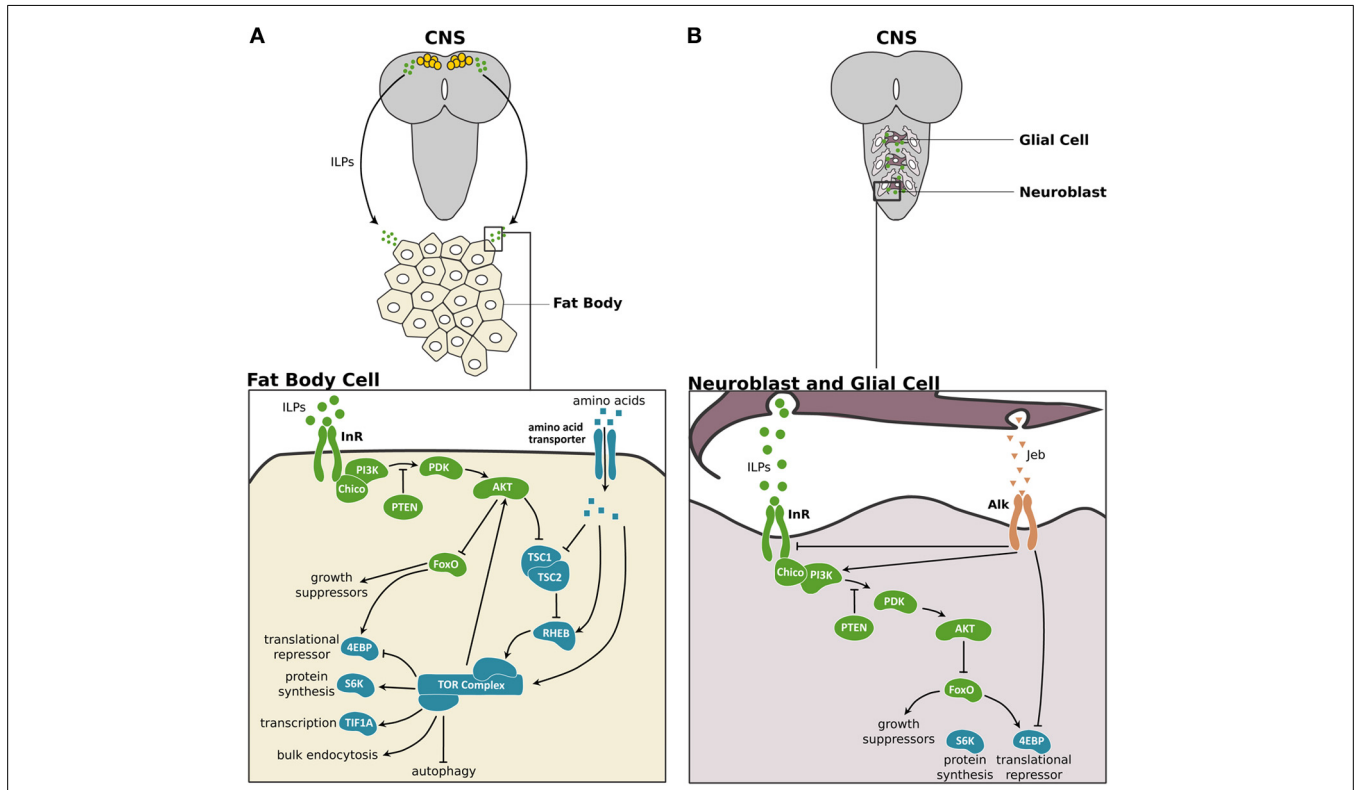 A
CNS
ILPs
Fat Body
Fat Body Cell
ILPs
InR
PI3K
Chico
PTEN
PDK
AKT
amino acids
amino acid
transporter
TSC1
TSC2
FoxO
growth
suppressors
RHEB
translational
repressor
4EBP
protein
synthesis
S6K
TOR Complex
transcription
TIF1A
bulk endocytosis
autophagy
B
CNS
Glial Cell
Neuroblast
Neuroblast and Glial Cell
ILPs
Jeb
InR
Alk
Chico
PI3K
PDK
PTEN
AKT
FoxO
growth
suppressors
S6K
protein
synthesis
4EBP
translational
repressor